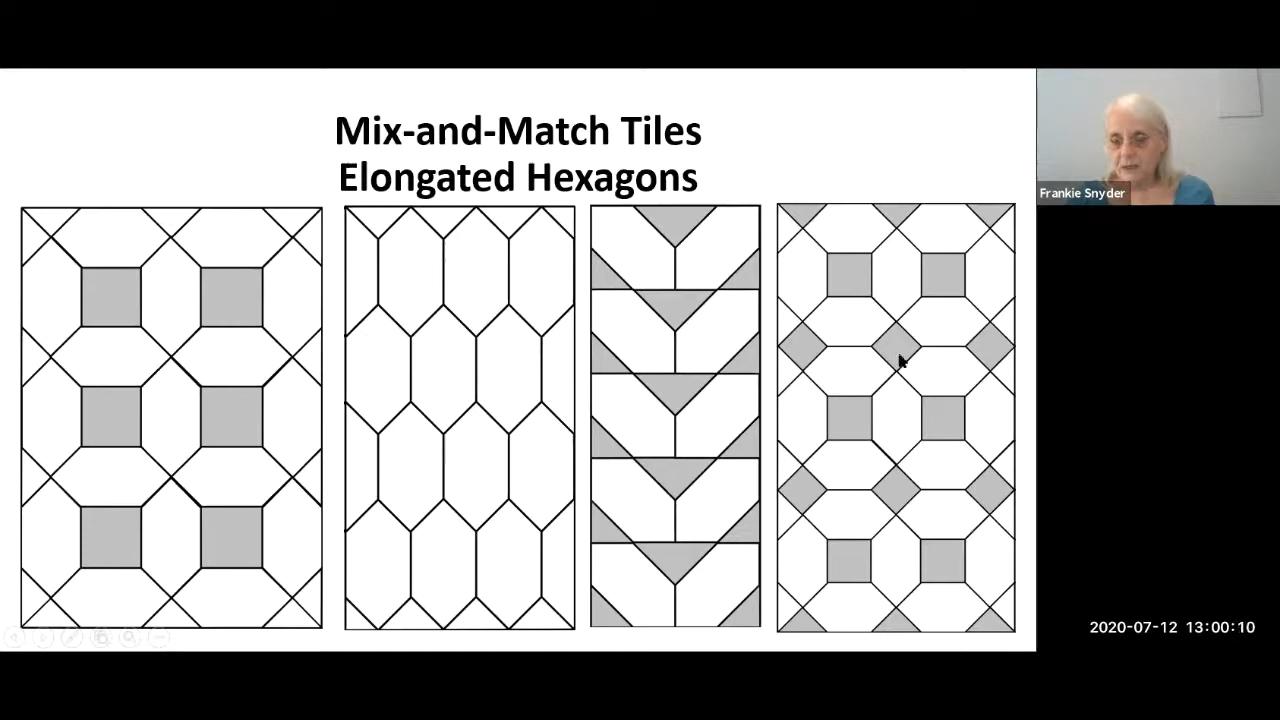 Mix-and-Match Tiles
Elongated Hexagons
Frankie Snyder
2020-07-12 13:00:10